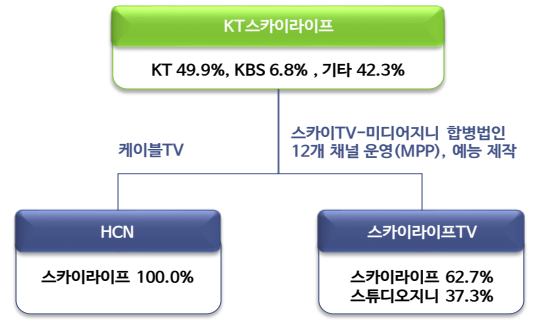 KT스카이라이프
KT 49.9%, KBS 6.8% , 기타 42.3%
케이블TV
스카이TV-미디어지니 합병법인
12개 채널 운영(MPP), 예능 제작
HCN
스카이라이프 100.0%
스카이라이프TV
스카이라이프 62.7%
스튜디오지니 37.3%